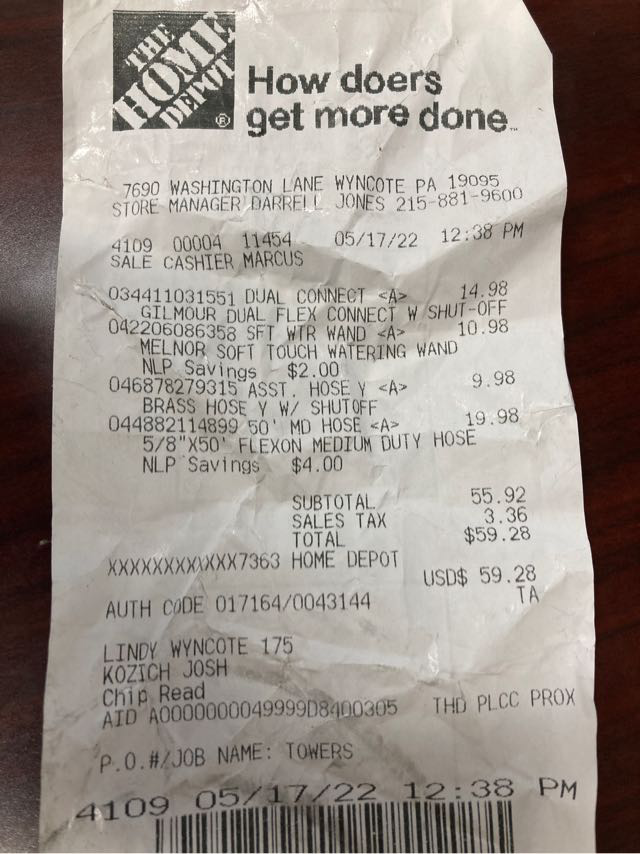 THE
HOME
DEPOT
®
How doers
get more done™
7690 WASHINGTON LANE WYNCOTE PA 19095
STORE MANAGER DARRELL JONES 215-881-9600
4109 00004 11454 05/17/22 12:38 PM
SALE CASHIER MARCUS
034411031551 DUAL CONNECT <A> 14.98
GILMOUR DUAL FLEX CONNECT W SHUT-OFF
042206086358 SFT WTR WAND <A> 10.98
MELNOR SOFT TOUCH WATERING WAND
NLP Savings $2.00
046878279315 ASST. HOSE Y <A> 9.98
BRASS HOSE Y W/ SHUTOFF
044882114899 50' MD HOSE <A> 19.98
5/8"X50' FLEXON MEDIUM DUTY HOSE
NLP Savings $4.00
SUBTOTAL 55.92
SALES TAX 3.36
TOTAL $59.28
XXXXXXXXXXXX7363 HOME DEPOT
USD$ 59.28
AUTH CODE 017164/0043144 TA
LINDY WYNCOTE 175
KOZICH JOSH
Chip Read
AID A0000000049999D8400305 THD PLCC PROX
P.O.#/JOB NAME: TOWERS
4109 05/17/22 12:38 PM